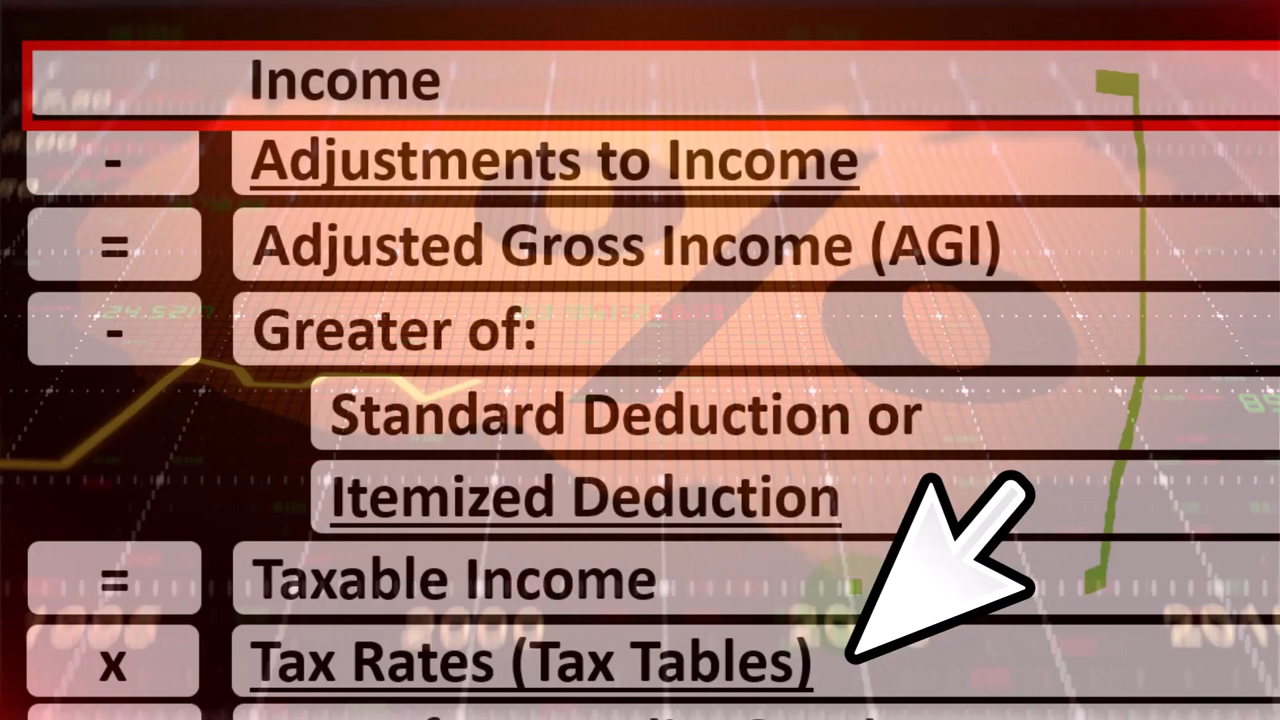 Income
- Adjustments to Income
= Adjusted Gross Income (AGI)
- Greater of:
Standard Deduction or
Itemized Deduction
= Taxable Income
x Tax Rates (Tax Tables)